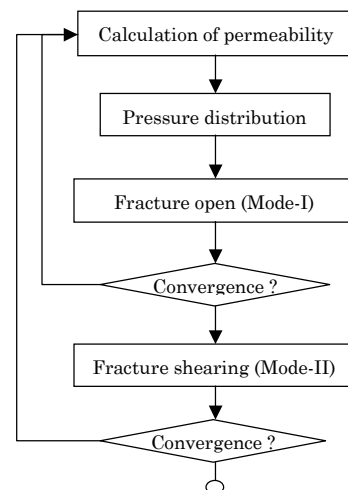 Calculation of permeability
Pressure distribution
Fracture open (Mode-I)
Convergence ?
Fracture shearing (Mode-II)
Convergence ?